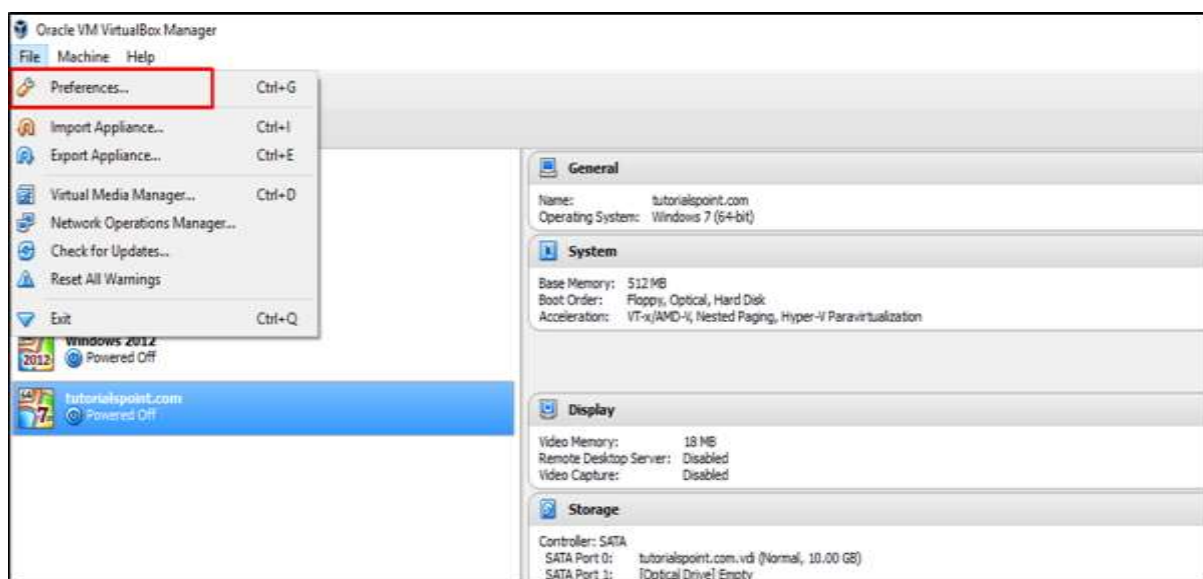 Oracle VM VirtualBox Manager
File Machine Help
Preferences... Ctrl+G
Import Appliance... Ctrl+I
Export Appliance... Ctrl+E
Virtual Media Manager... Ctrl+D
Network Operations Manager...
Check for Updates...
Reset All Warnings
Exit Ctrl+Q
Windows 2012
2012 Powered Off
tutorialspoint.com
7 Powered Off
General
Name: tutorialspoint.com
Operating System: Windows 7 (64-bit)
System
Base Memory: 512 MB
Boot Order: Floppy, Optical, Hard Disk
Acceleration: VT-x/AMD-V, Nested Paging, Hyper-V Paravirtualization
Display
Video Memory: 18 MB
Remote Desktop Server: Disabled
Video Capture: Disabled
Storage
Controller: SATA
SATA Port 0: tutorialspoint.com.vdi (Normal, 10.00 GB)
SATA Port 1: [Optical Drive] Empty